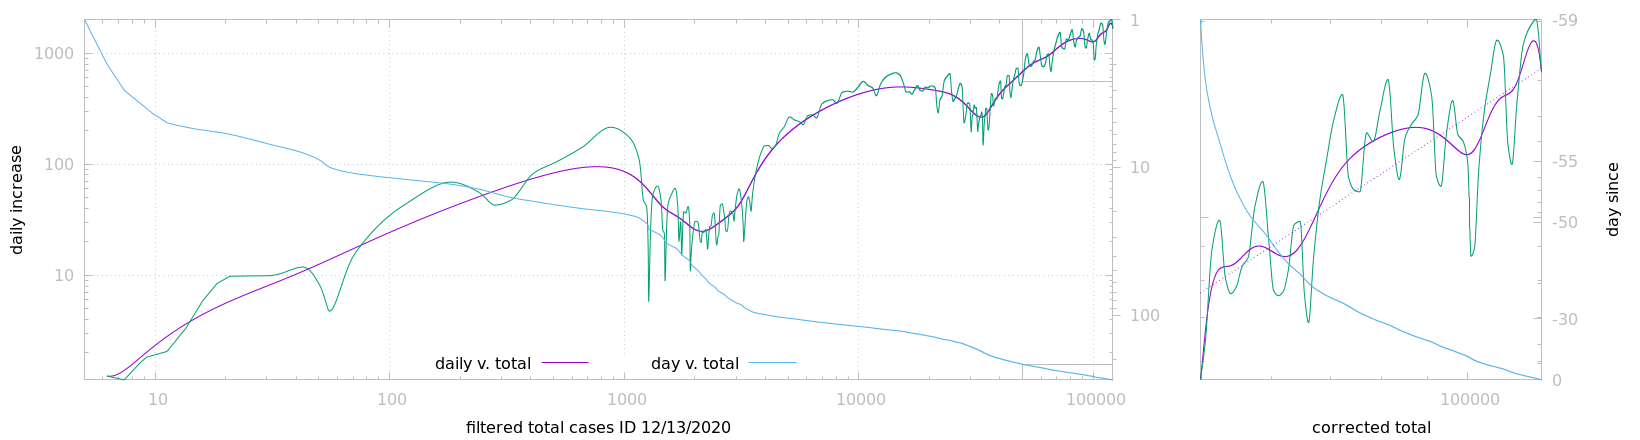 1000
100
10
daily increase
1
10
100
daily v. total
day v. total
10
100
1000
10000
100000
filtered total cases ID 12/13/2020
-59
-55
-50
-30
0
day since
100000
corrected total